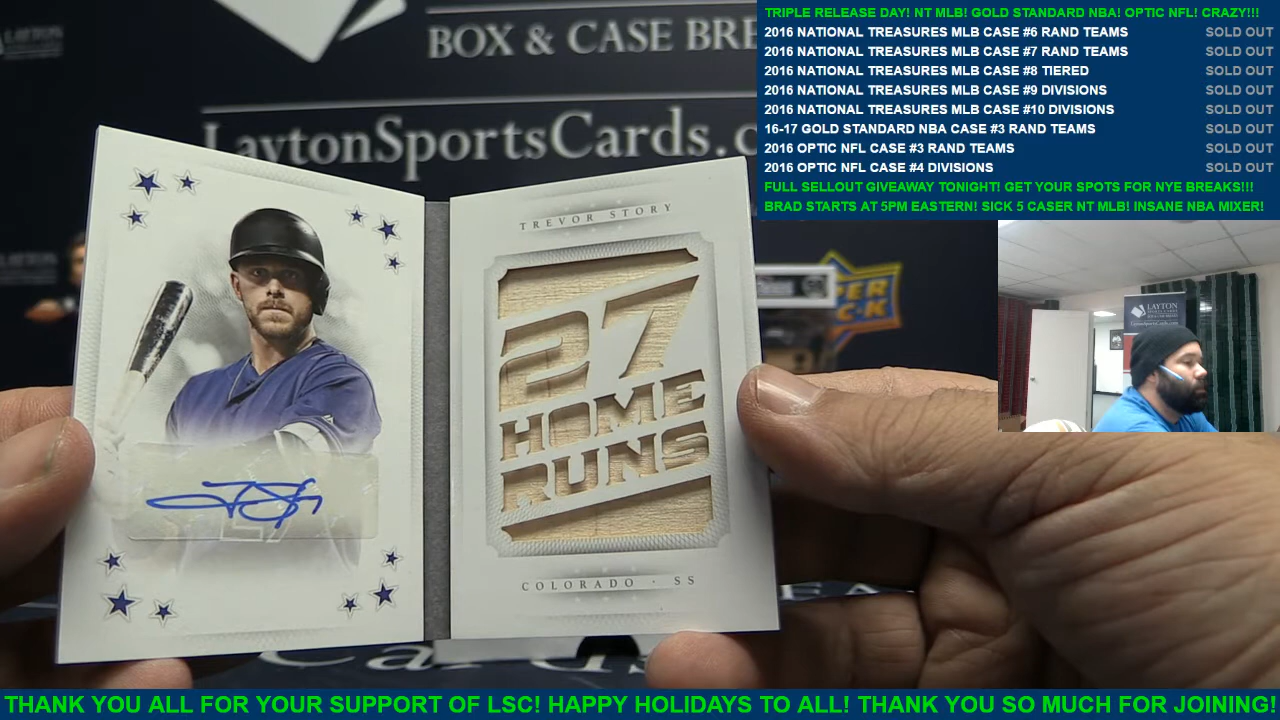 BOX & CASE BRE
LaytonSportsCards.c
TREVOR STORY
27
HOME
RUNS
COLORADO · SS
Cards
TRIPLE RELEASE DAY! NT MLB! GOLD STANDARD NBA! OPTIC NFL! CRAZY!!!
2016 NATIONAL TREASURES MLB CASE #6 RAND TEAMS SOLD OUT
2016 NATIONAL TREASURES MLB CASE #7 RAND TEAMS SOLD OUT
2016 NATIONAL TREASURES MLB CASE #8 TIERED SOLD OUT
2016 NATIONAL TREASURES MLB CASE #9 DIVISIONS SOLD OUT
2016 NATIONAL TREASURES MLB CASE #10 DIVISIONS SOLD OUT
16-17 GOLD STANDARD NBA CASE #3 RAND TEAMS SOLD OUT
2016 OPTIC NFL CASE #3 RAND TEAMS SOLD OUT
2016 OPTIC NFL CASE #4 DIVISIONS SOLD OUT
FULL SELLOUT GIVEAWAY TONIGHT! GET YOUR SPOTS FOR NYE BREAKS!!!
BRAD STARTS AT 5PM EASTERN! SICK 5 CASER NT MLB! INSANE NBA MIXER!
LAYTON
THANK YOU ALL FOR YOUR SUPPORT OF LSC! HAPPY HOLIDAYS TO ALL! THANK YOU SO MUCH FOR JOINING!